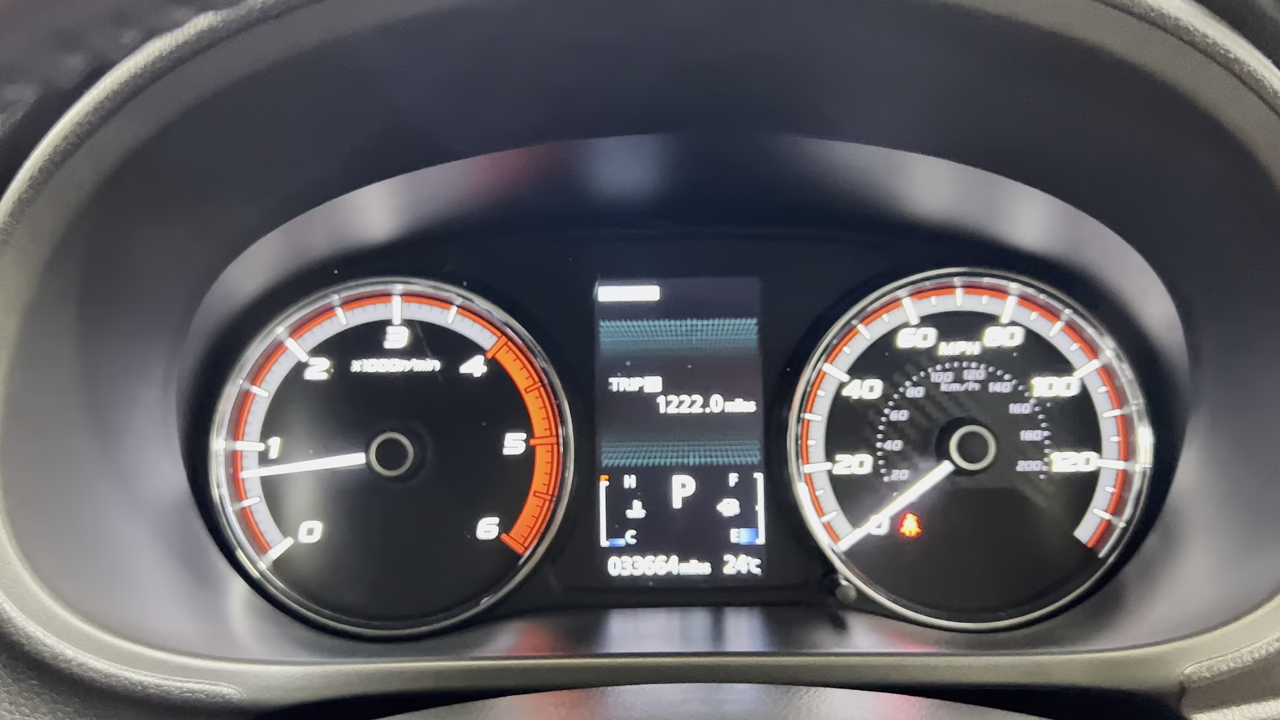 0
1
2
3
4
5
6
x1000r/min
TRIP
1222.0 miles
H
C
P
F
E
033664 miles 24℃
0
20
40
60
80
100
120
MPH
20
40
60
80
100
120
140
160
180
200
km/h